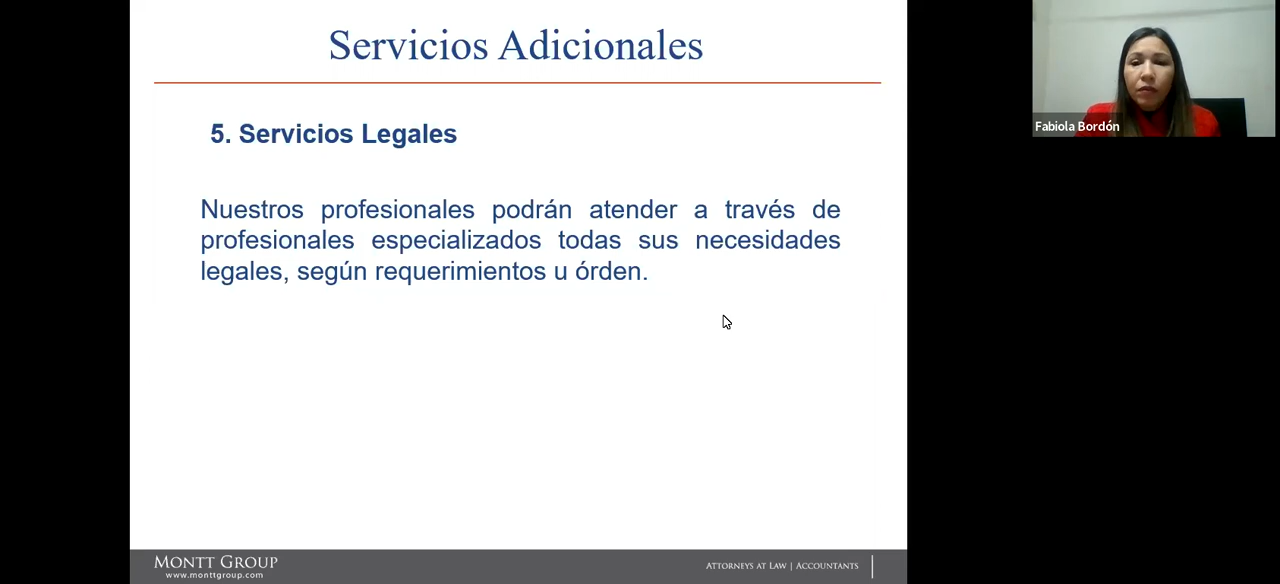 Servicios Adicionales
5. Servicios Legales
Nuestros profesionales podrán atender a través de
profesionales especializados todas sus necesidades
legales, según requerimientos u órden.
Fabiola Bordón
MONTT GROUP
www.monttgroup.com
ATTORNEYS AT LAW | ACCOUNTANTS